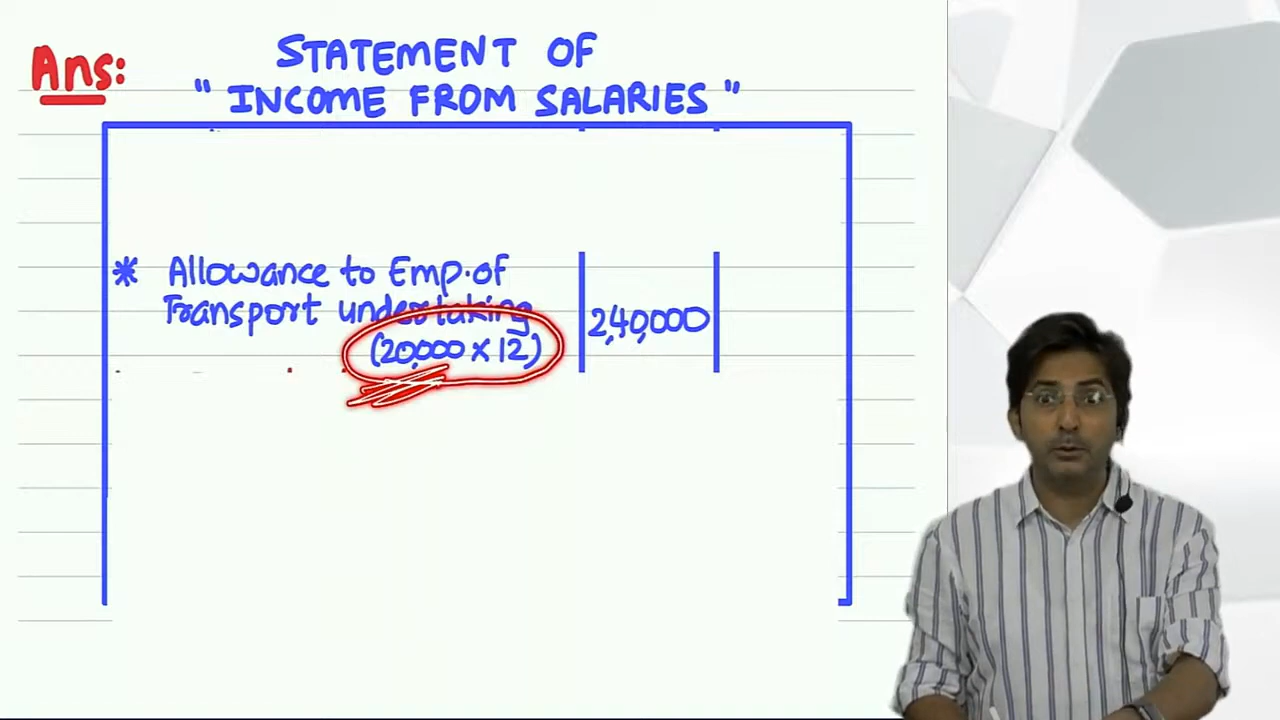 Ans:
STATEMENT OF
" INCOME FROM SALARIES "
* Allowance to Emp. of
Transport undertaking
(20,000 × 12)
2,40,000